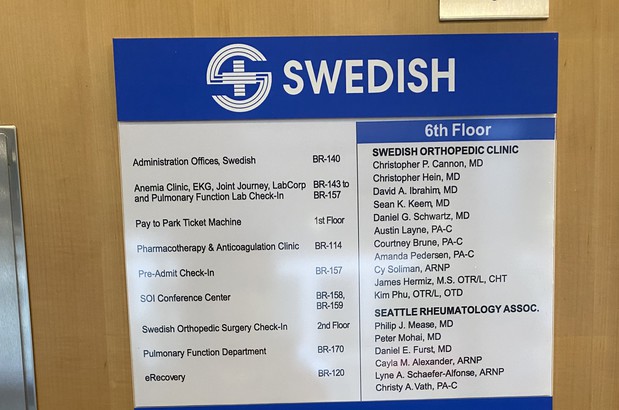 SWEDISH
Administration Offices, Swedish BR-140
Anemia Clinic, EKG, Joint Journey, LabCorp BR-143 to
and Pulmonary Function Lab Check-In BR-157
Pay to Park Ticket Machine 1st Floor
Pharmacotherapy & Anticoagulation Clinic BR-114
Pre-Admit Check-In BR-157
SOI Conference Center BR-158,
BR-159
Swedish Orthopedic Surgery Check-In 2nd Floor
Pulmonary Function Department BR-170
eRecovery BR-120
6th Floor
SWEDISH ORTHOPEDIC CLINIC
Christopher P. Cannon, MD
Christopher Hein, MD
David A. Ibrahim, MD
Sean K. Keem, MD
Daniel G. Schwartz, MD
Austin Layne, PA-C
Courtney Brune, PA-C
Amanda Pedersen, PA-C
Cy Soliman, ARNP
James Hermiz, M.S. OTR/L, CHT
Kim Phu, OTR/L, OTD
SEATTLE RHEUMATOLOGY ASSOC.
Philip J. Mease, MD
Peter Mohai, MD
Daniel E. Furst, MD
Cayla M. Alexander, ARNP
Lyne A. Schaefer-Alfonse, ARNP
Christy A. Vath, PA-C